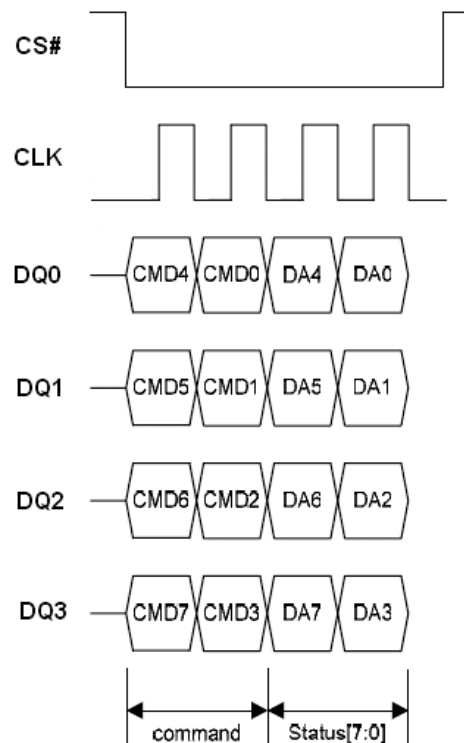 CS#
CLK
DQ0 CMD4 CMD0 DA4 DA0
DQ1 CMD5 CMD1 DA5 DA1
DQ2 CMD6 CMD2 DA6 DA2
DQ3 CMD7 CMD3 DA7 DA3
command Status[7:0]